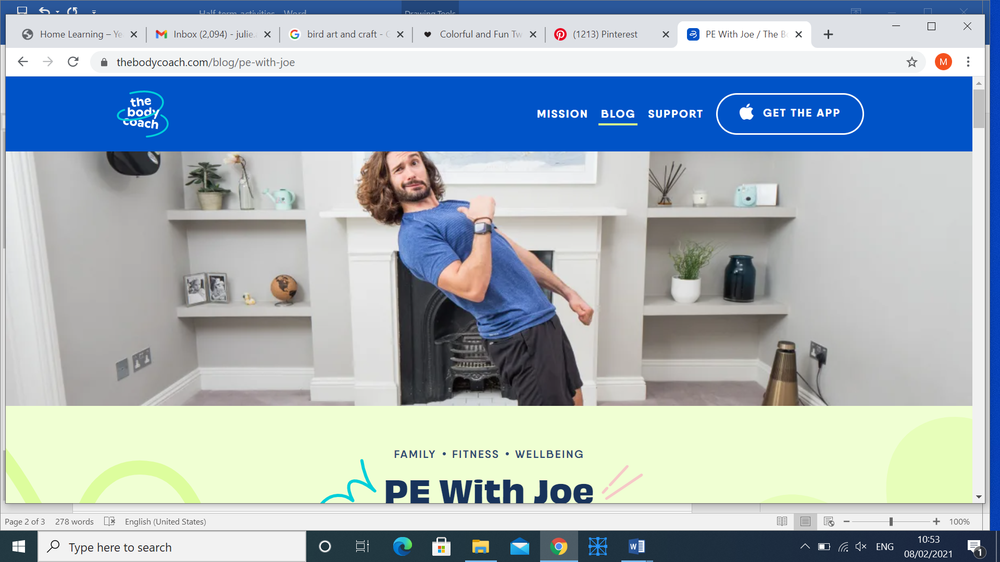 Half term activities - Word
Drawing Tools
Home Learning – Ye
Inbox (2,094) - julie.a
bird art and craft - G
Colorful and Fun Tw
(1213) Pinterest
PE With Joe / The Bo
thebodycoach.com/blog/pe-with-joe
M
the
body
coach
MISSION
BLOG
SUPPORT
GET THE APP
FAMILY • FITNESS • WELLBEING
PE With Joe
Page 2 of 3
278 words
English (United States)
100%
Type here to search
ENG
10:53
08/02/2021
1